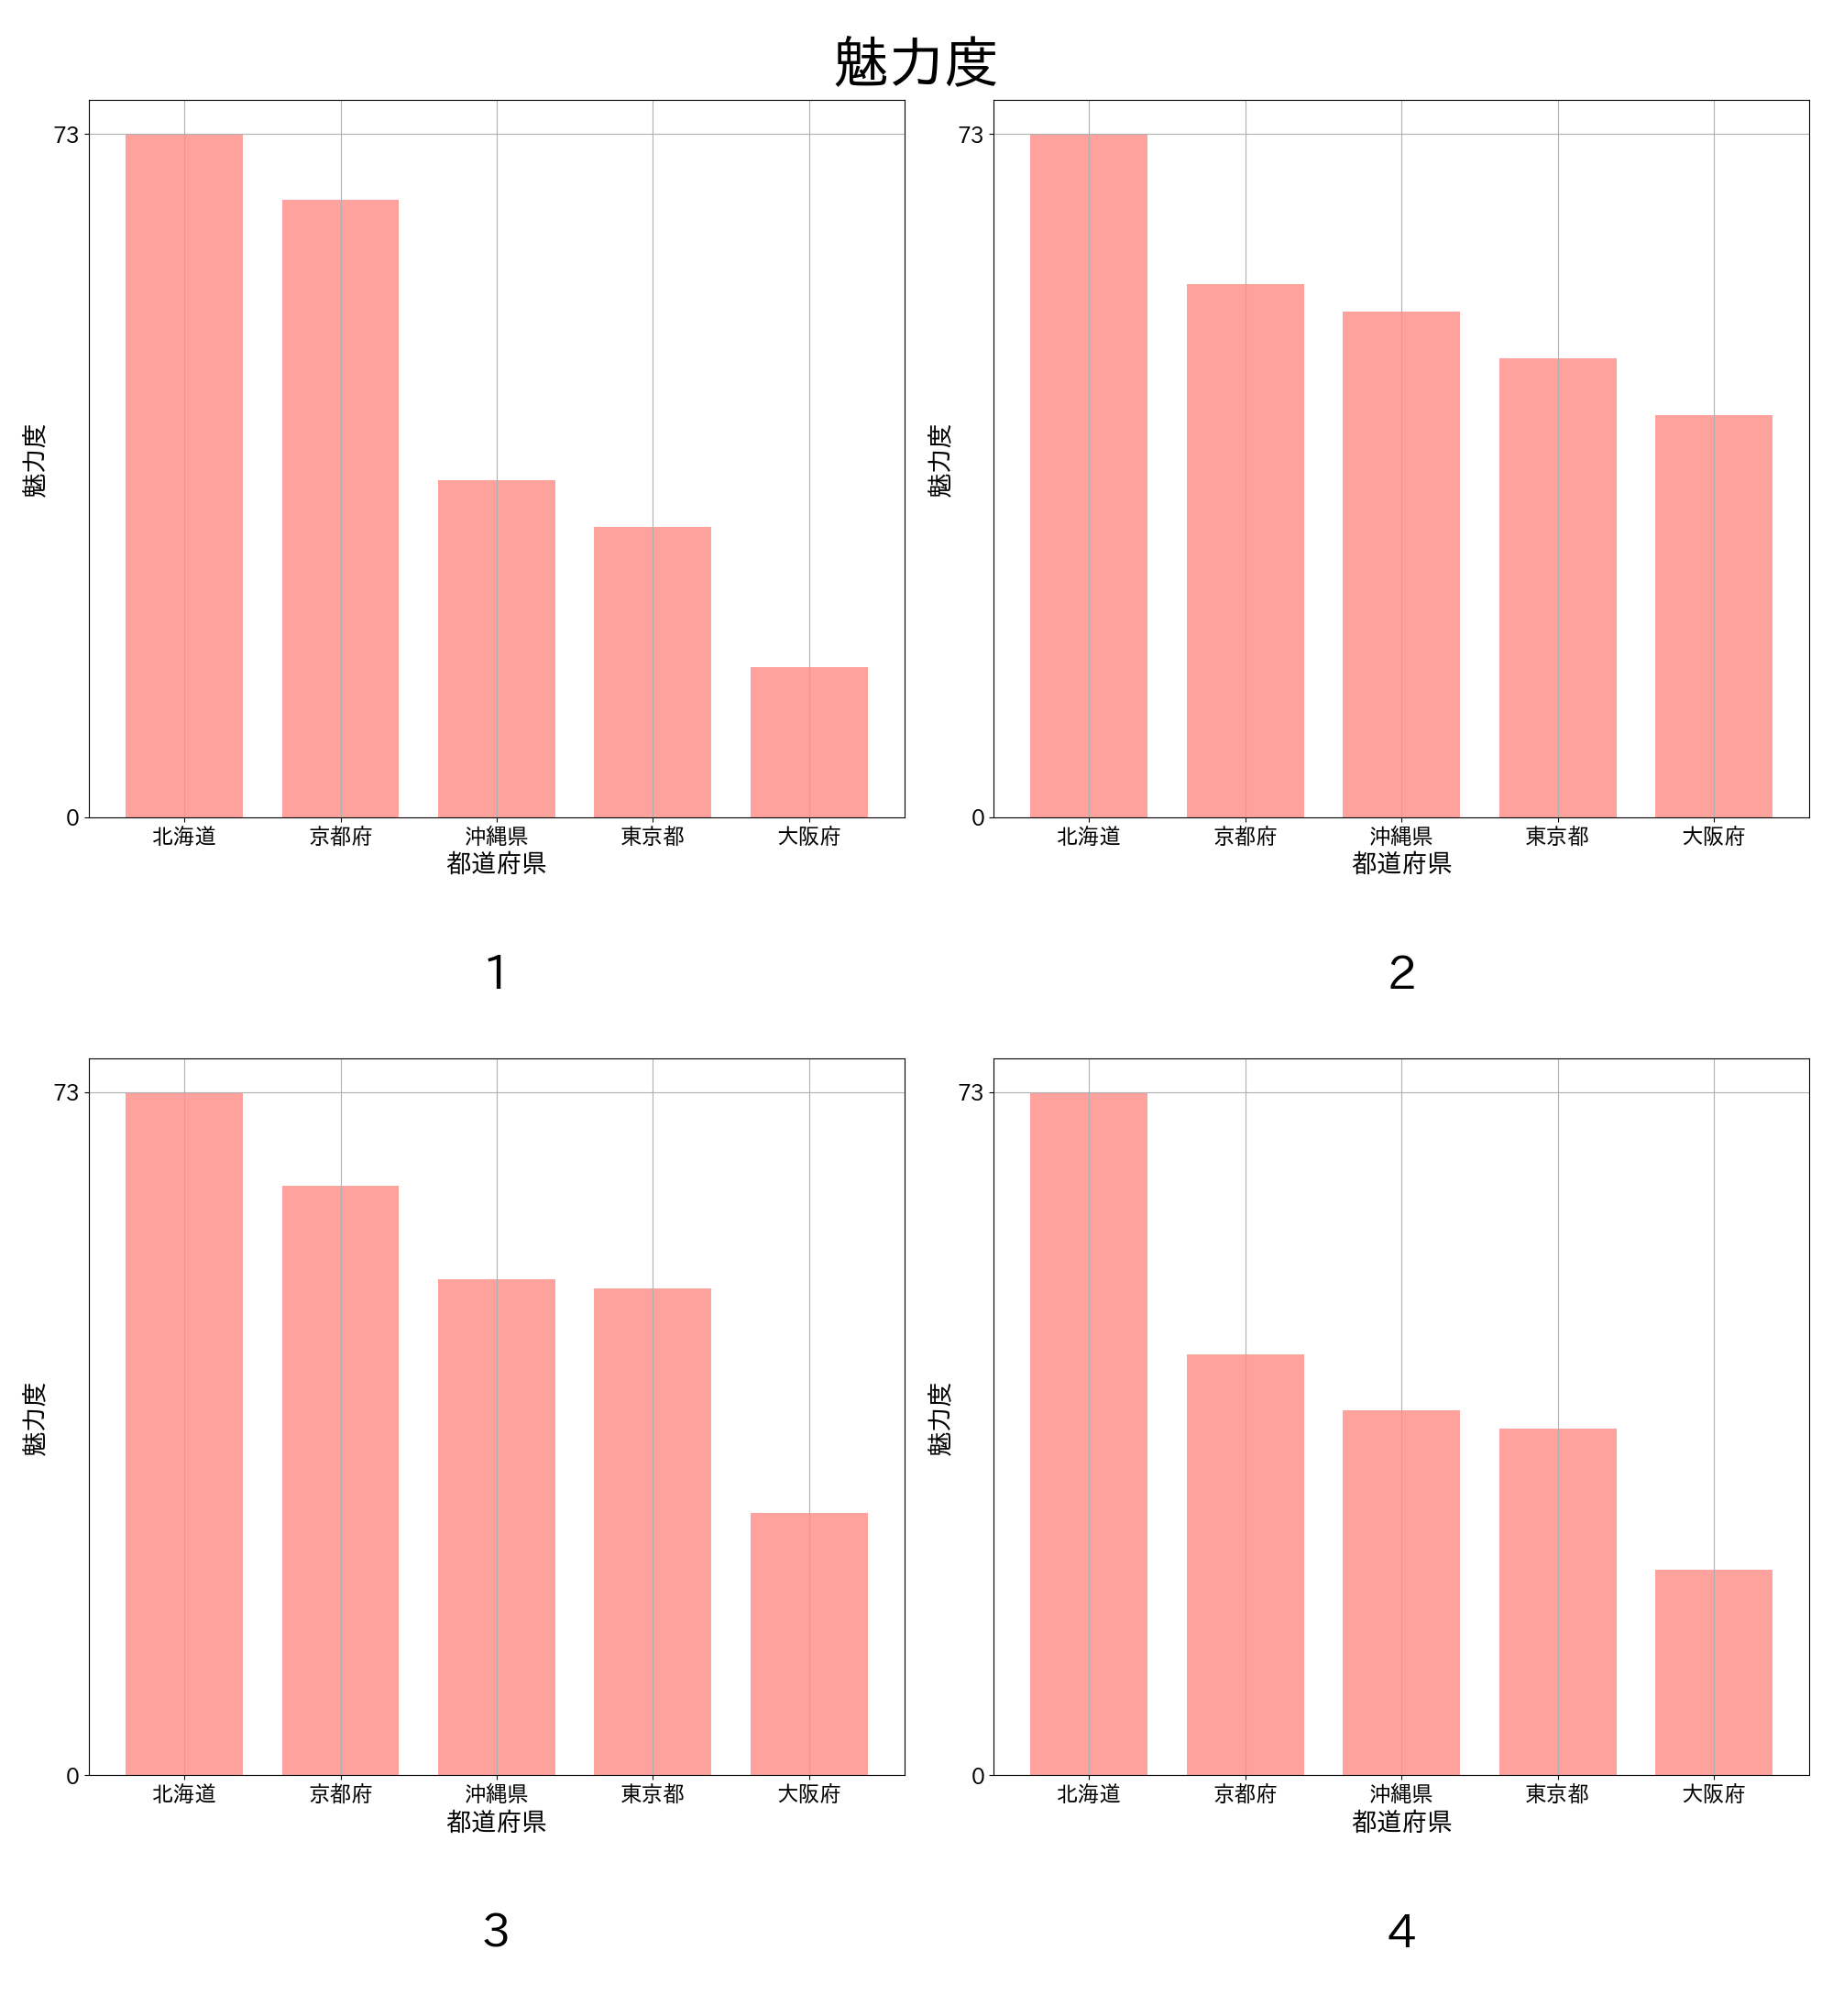 魅力度
73
0
魅力度
北海道 京都府 沖縄県 東京都 大阪府
都道府県
1
73
0
魅力度
北海道 京都府 沖縄県 東京都 大阪府
都道府県
2
73
0
魅力度
北海道 京都府 沖縄県 東京都 大阪府
都道府県
3
73
0
魅力度
北海道 京都府 沖縄県 東京都 大阪府
都道府県
4